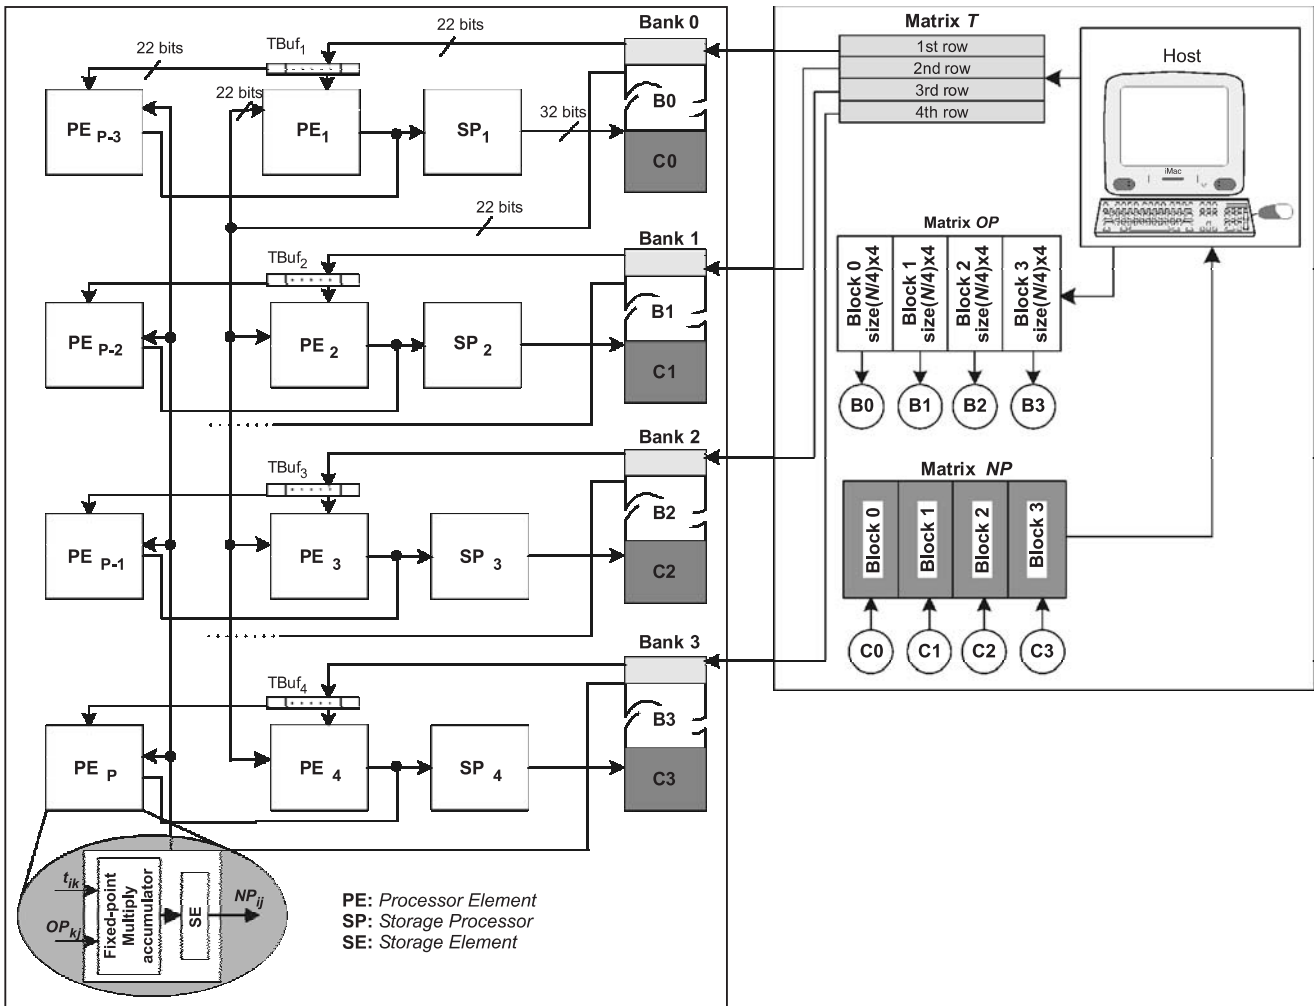 22 bits
TBuf1
22 bits
Bank 0
22 bits
PE P-3
PE1
SP1
32 bits
B0
C0
22 bits
Bank 1
TBuf2
PE P-2
PE 2
SP 2
B1
C1
Bank 2
TBuf3
PE P-1
PE 3
SP 3
B2
C2
Bank 3
TBuf4
PE P
PE 4
SP 4
B3
C3
tik
OPkj
Fixed-point
Multiply
accumulator
SE
NPij
PE: Processor Element
SP: Storage Processor
SE: Storage Element
Matrix T
1st row
2nd row
3rd row
4th row
Host
iMac
Matrix OP
Block 0
size(N/4)x4
Block 1
size(N/4)x4
Block 2
size(N/4)x4
Block 3
size(N/4)x4
B0
B1
B2
B3
Matrix NP
Block 0
Block 1
Block 2
Block 3
C0
C1
C2
C3